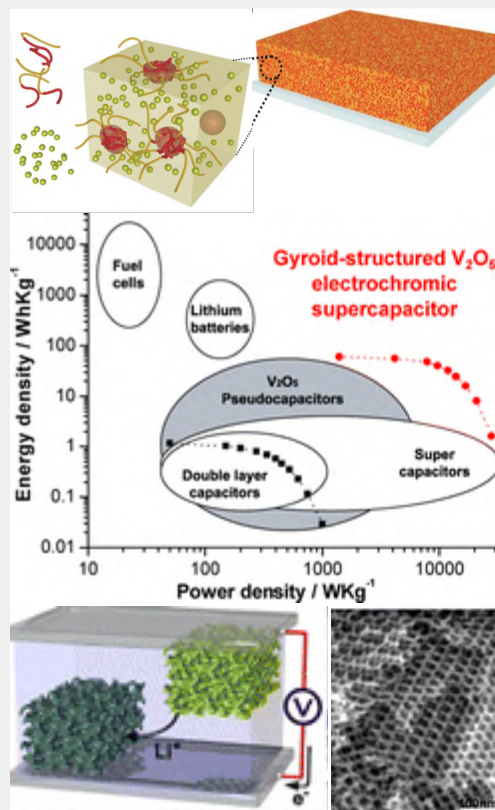 Gyroid-structured V₂O₅
electrochromic
supercapacitor
Energy density / WhKg⁻¹
10000
1000
100
10
1
0.1
0.01
Fuel
cells
Lithium
batteries
V₂O₅
Pseudocapacitors
Double layer
capacitors
Super
capacitors
10
100
1000
10000
Power density / WKg⁻¹
Li⁺
V
e⁻
100nm